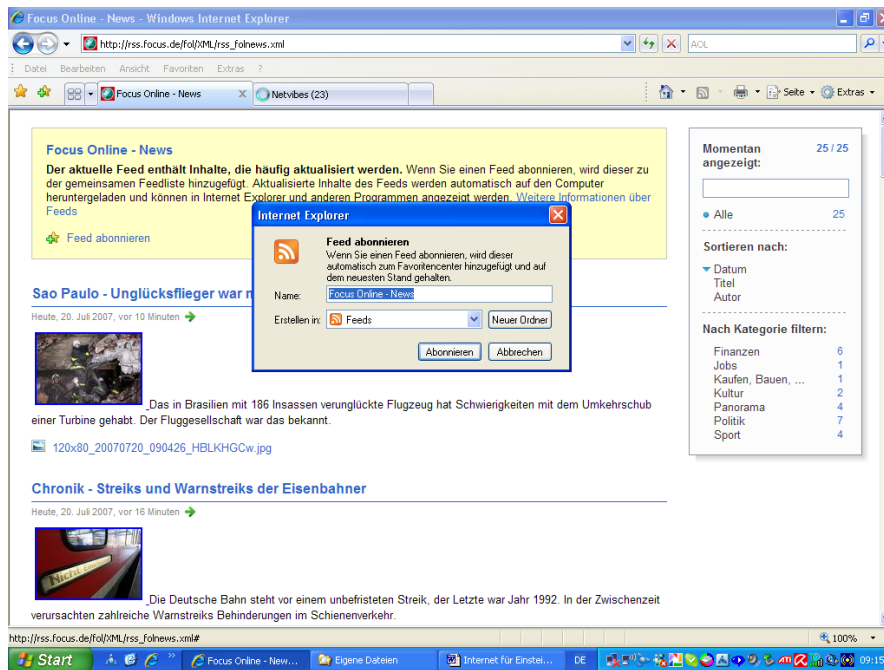 Focus Online - News - Windows Internet Explorer
http://rss.focus.de/fol/XML/rss_folnews.xml
AOL
Datei Bearbeiten Ansicht Favoriten Extras ?
Focus Online - News X
Netvibes (23)
Seite
Extras
Focus Online - News
Der aktuelle Feed enthält Inhalte, die häufig aktualisiert werden. Wenn Sie einen Feed abonnieren, wird dieser zu
der gemeinsamen Feedliste hinzugefügt. Aktualisierte Inhalte des Feeds werden automatisch auf den Computer
heruntergeladen und können in Internet Explorer und anderen Programmen angezeigt werden. Weitere Informationen über
Feeds
Feed abonnieren
Internet Explorer
Feed abonnieren
Wenn Sie einen Feed abonnieren, wird dieser
automatisch zum Favoritencenter hinzugefügt und auf
dem neuesten Stand gehalten.
Name: Focus Online - News
Erstellen in: Feeds Neuer Ordner
Abonnieren Abbrechen
Sao Paulo - Unglücksflieger war
Heute, 20. Juli 2007, vor 10 Minuten
_Das in Brasilien mit 186 Insassen verunglückte Flugzeug hat Schwierigkeiten mit dem Umkehrschub
einer Turbine gehabt. Der Fluggesellschaft war das bekannt.
120x80_20070720_090426_HBLKHGCw.jpg
Chronik - Streiks und Warnstreiks der Eisenbahner
Heute, 20. Juli 2007, vor 16 Minuten
Nicht
_Die Deutsche Bahn steht vor einem unbefristeten Streik, der Letzte war Jahr 1992. In der Zwischenzeit
verursachten zahlreiche Warnstreiks Behinderungen im Schienenverkehr.
Momentan 25 / 25
angezeigt:
Alle 25
Sortieren nach:
Datum
Titel
Autor
Nach Kategorie filtern:
Finanzen 6
Jobs 1
Kaufen, Bauen, ... 1
Kultur 2
Panorama 4
Politik 7
Sport 4
http://rss.focus.de/fol/XML/rss_folnews.xml#
100%
Start
Focus Online - New...
Eigene Dateien
Internet für Einstei...
DE
09:15